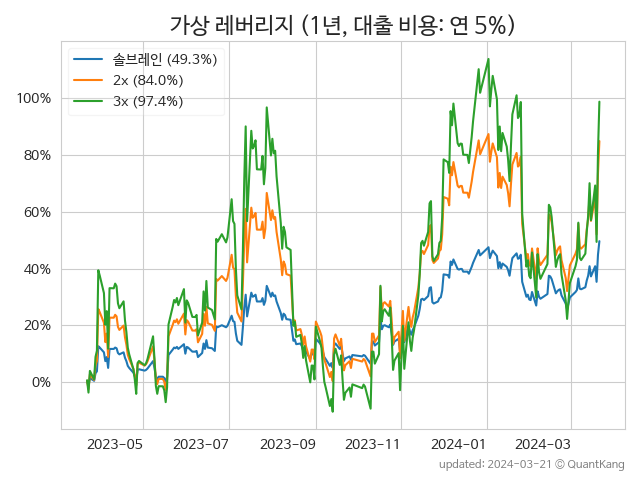 가상 레버리지 (1년, 대출 비용: 연 5%)
솔브레인 (49.3%)
2x (84.0%)
3x (97.4%)
100%
80%
60%
40%
20%
0%
2023-05 2023-07 2023-09 2023-11 2024-01 2024-03
updated: 2024-03-21 © QuantKang